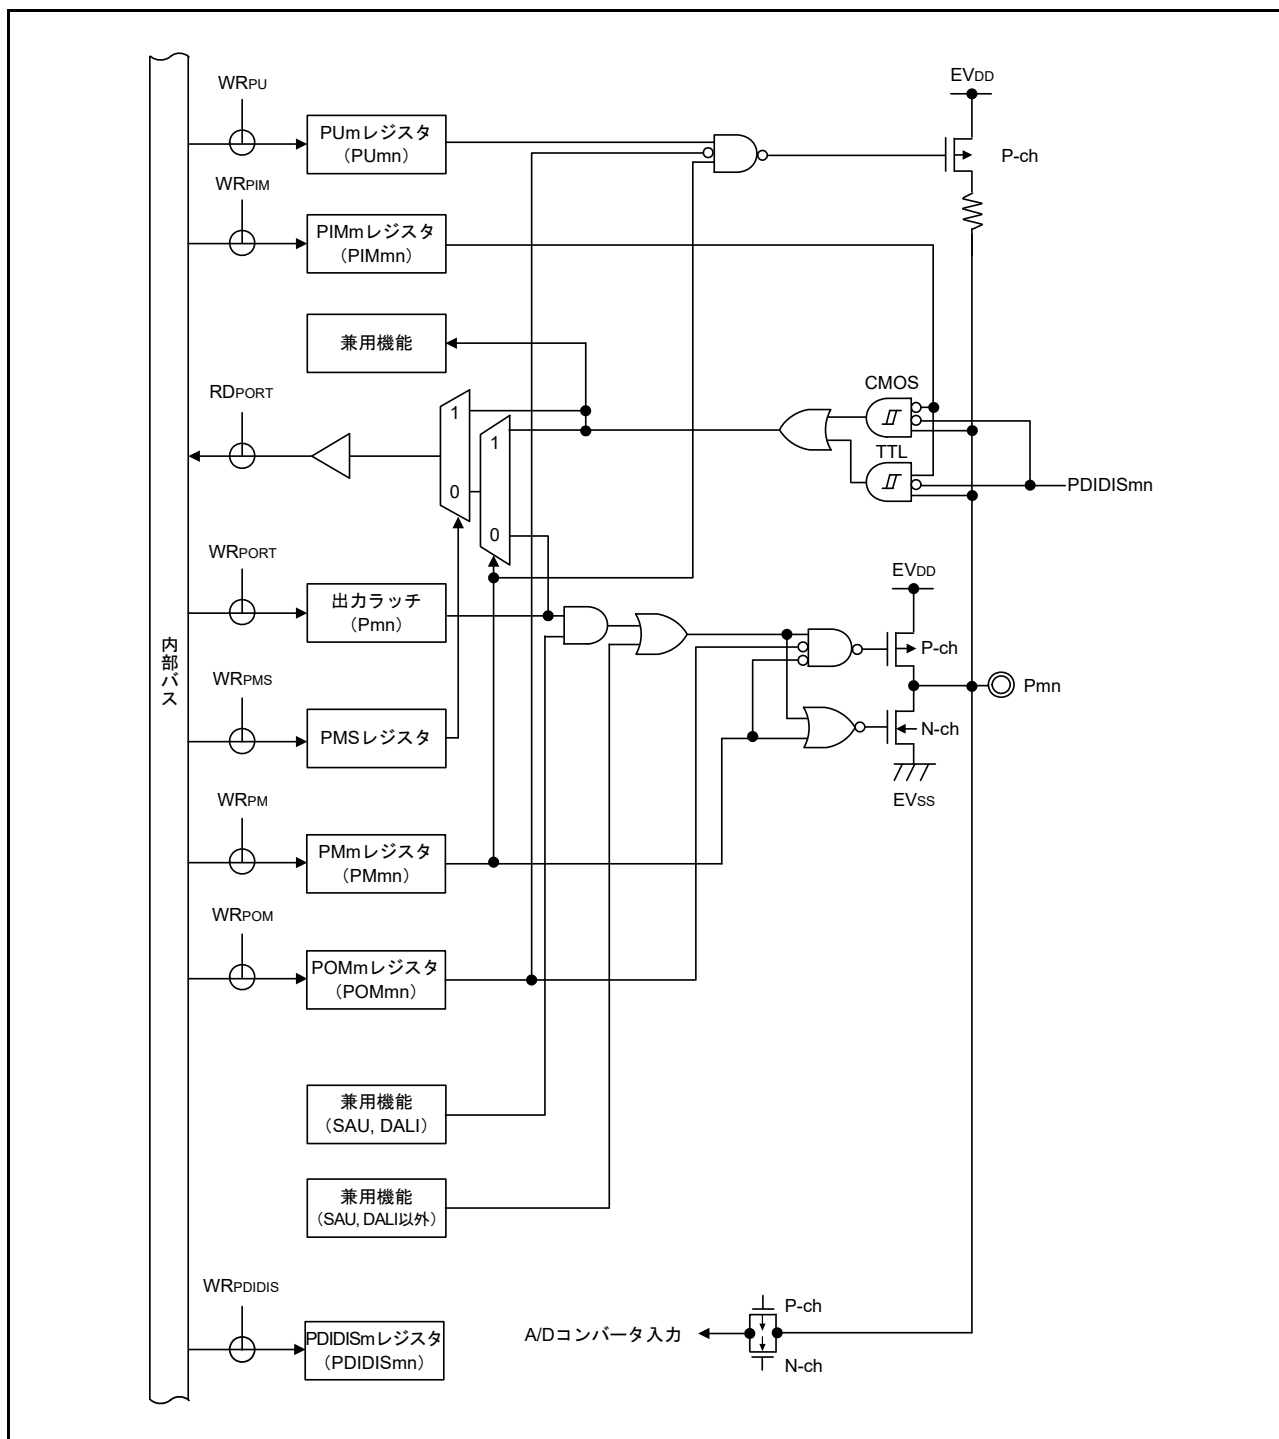 WRPU
EVDD
PUmレジスタ
(PUmn)
P-ch
WRPIM
PIMmレジスタ
(PIMmn)
兼用機能
RDPORT
1
0
1
0
CMOS
TTL
PDIDISmn
WRPORT
出力ラッチ
(Pmn)
EVDD
P-ch
Pmn
N-ch
EVSS
内部バス
WRPMS
PMSレジスタ
WRPM
PMmレジスタ
(PMmn)
WRPOM
POMmレジスタ
(POMmn)
兼用機能
(SAU, DALI)
兼用機能
(SAU, DALI以外)
WRPDIDIS
PDIDISmレジスタ
(PDIDISmn)
A/Dコンバータ入力
P-ch
N-ch